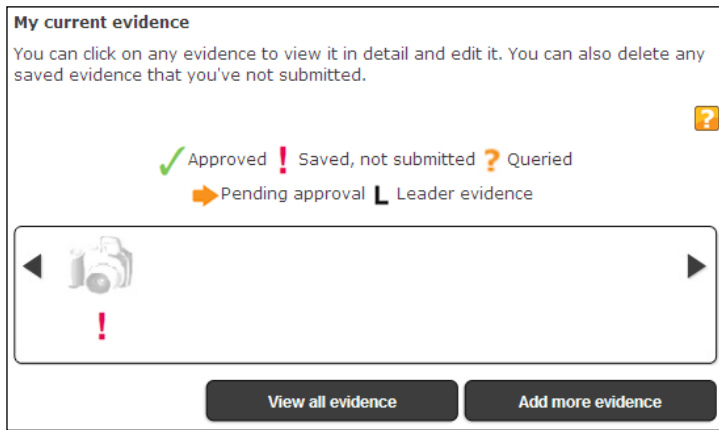 My current evidence
You can click on any evidence to view it in detail and edit it. You can also delete any
saved evidence that you've not submitted.
?
Approved ! Saved, not submitted ? Queried
Pending approval L Leader evidence
!
View all evidence Add more evidence